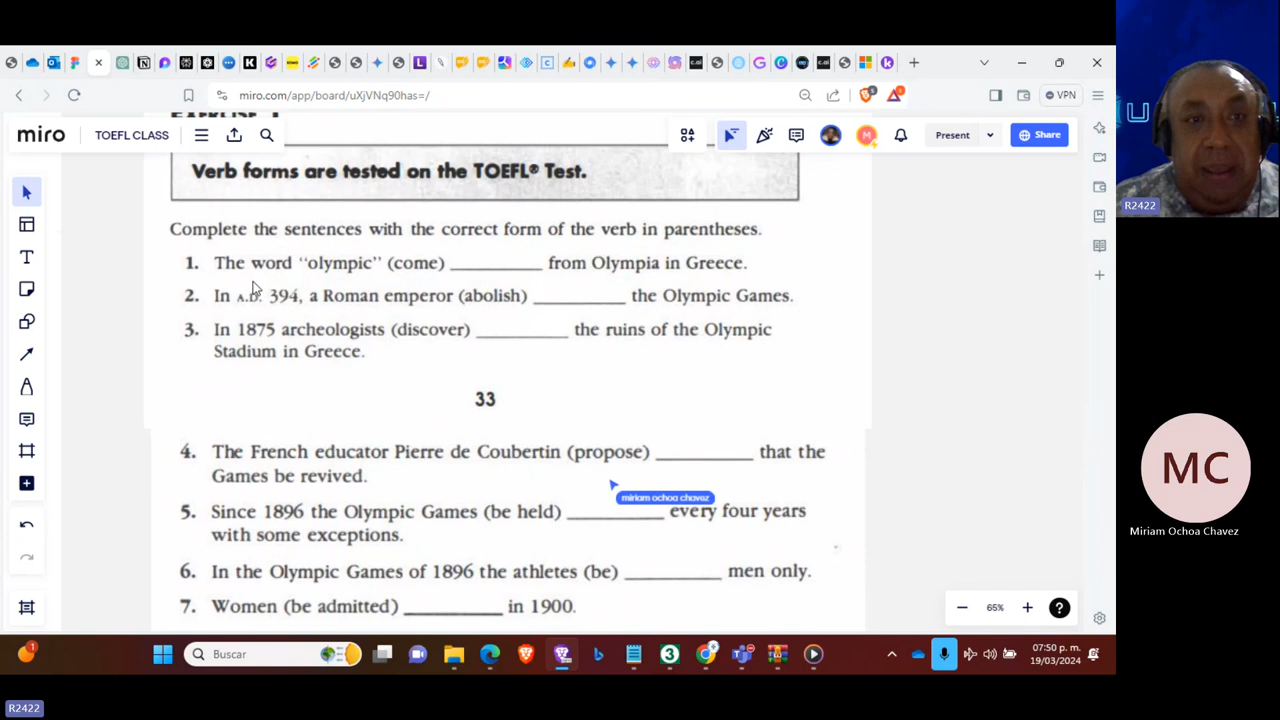 miro.com/app/board/uXjVNq90has=/
VPN
EXERCISE 1
miro TOEFL CLASS
Present
Share
Verb forms are tested on the TOEFL® Test.
Complete the sentences with the correct form of the verb in parentheses.
1. The word "olympic" (come) __________ from Olympia in Greece.
2. In A.D. 394, a Roman emperor (abolish) __________ the Olympic Games.
3. In 1875 archeologists (discover) __________ the ruins of the Olympic
Stadium in Greece.
33
4. The French educator Pierre de Coubertin (propose) __________ that the
Games be revived.
miriam ochoa chavez
5. Since 1896 the Olympic Games (be held) __________ every four years
with some exceptions.
6. In the Olympic Games of 1896 the athletes (be) __________ men only.
7. Women (be admitted) __________ in 1900.
65%
Buscar
07:50 p. m.
19/03/2024
R2422
MC
Miriam Ochoa Chavez
R2422